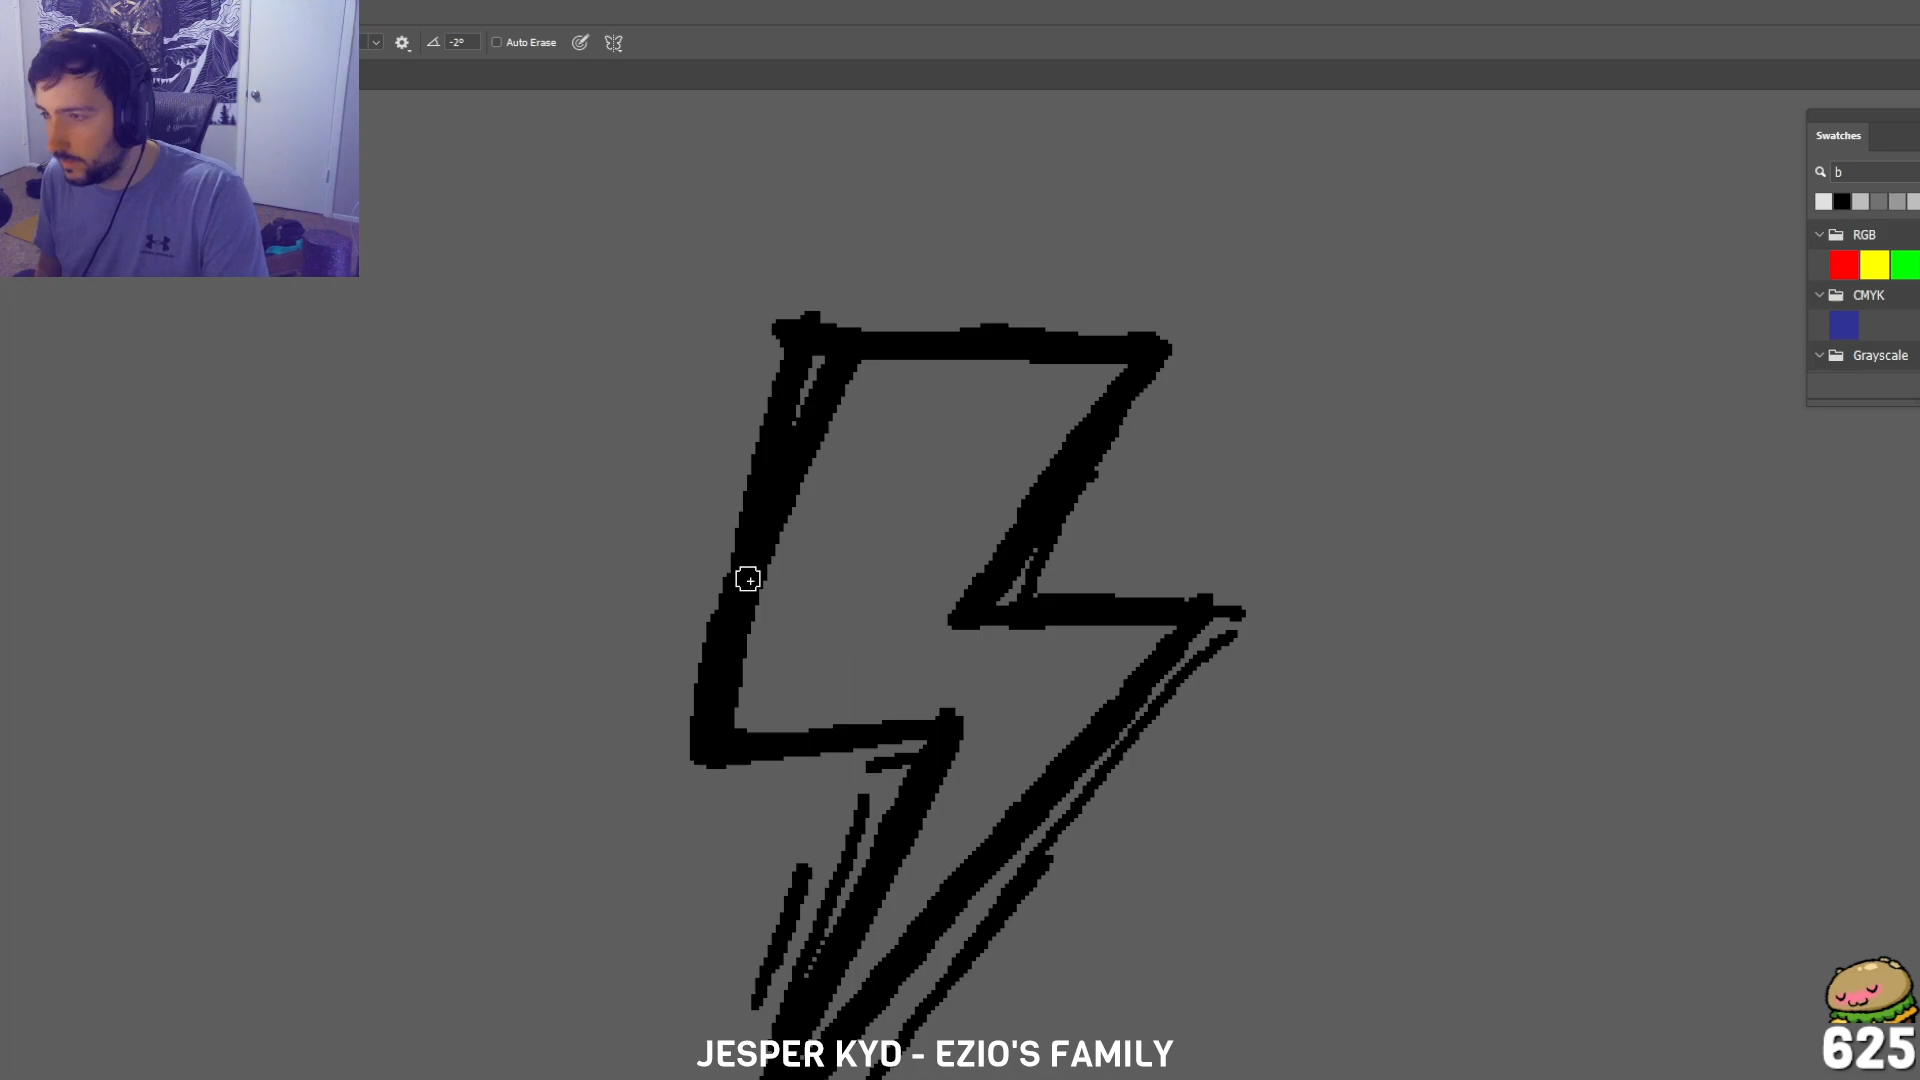 -2° Auto Erase
Swatches
b
RGB
CMYK
Grayscale
JESPER KYD - EZIO'S FAMILY
625